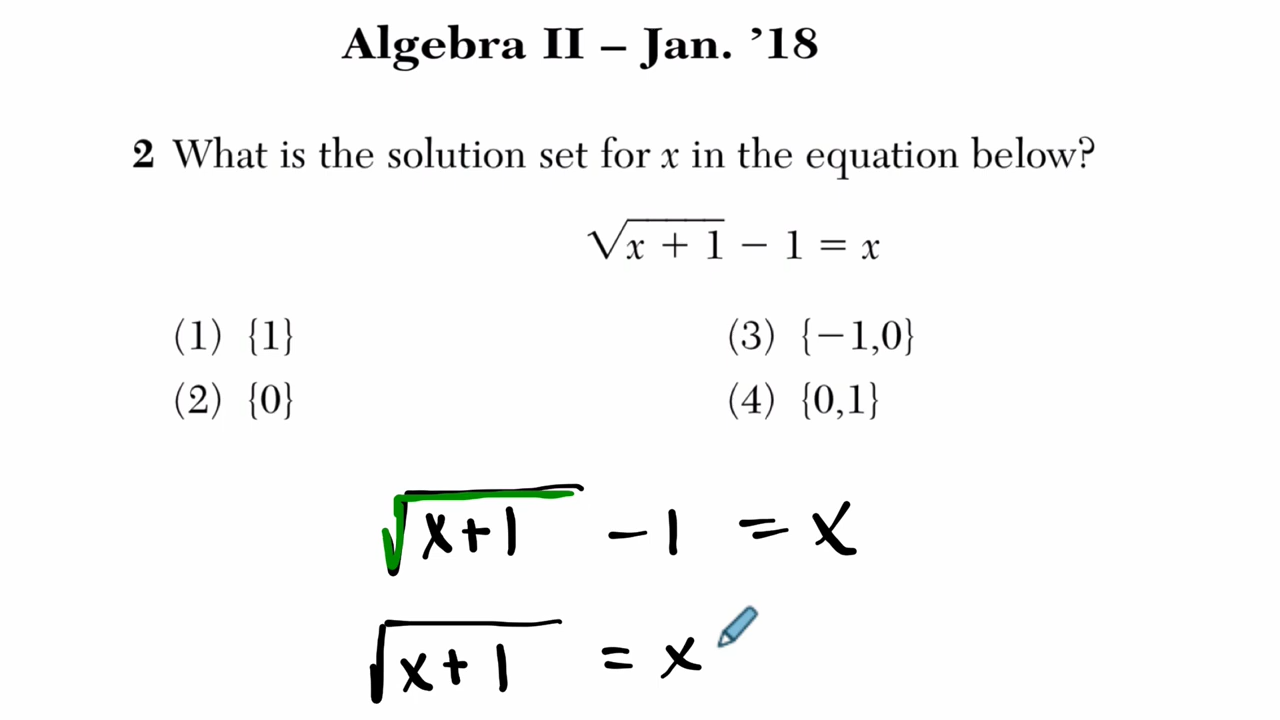 Algebra II – Jan. ’18
2 What is the solution set for x in the equation below?
√x + 1 − 1 = x
(1) {1} (3) {−1,0}
(2) {0} (4) {0,1}
√x+1 − 1 = x
√x+1 = x